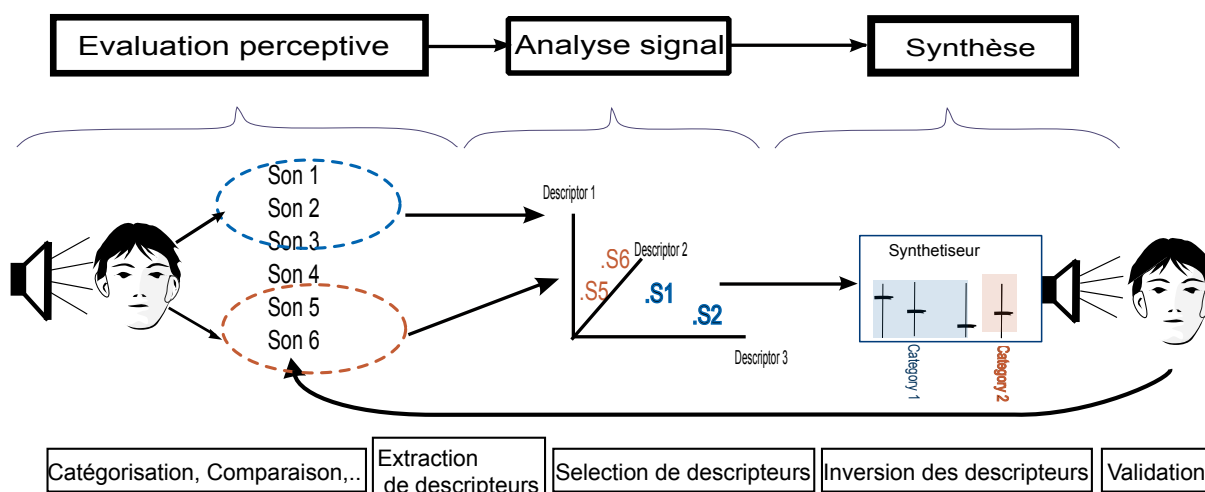 Evaluation perceptive
Analyse signal
Synthèse
Son 1
Son 2
Son 3
Son 4
Son 5
Son 6
Descriptor 1
Descriptor 2
.S6
.S5
.S1
.S2
Descriptor 3
Synthetiseur
Category 1
Category 2
Catégorisation, Comparaison,..
Extraction
de descripteurs
Selection de descripteurs
Inversion des descripteurs
Validation